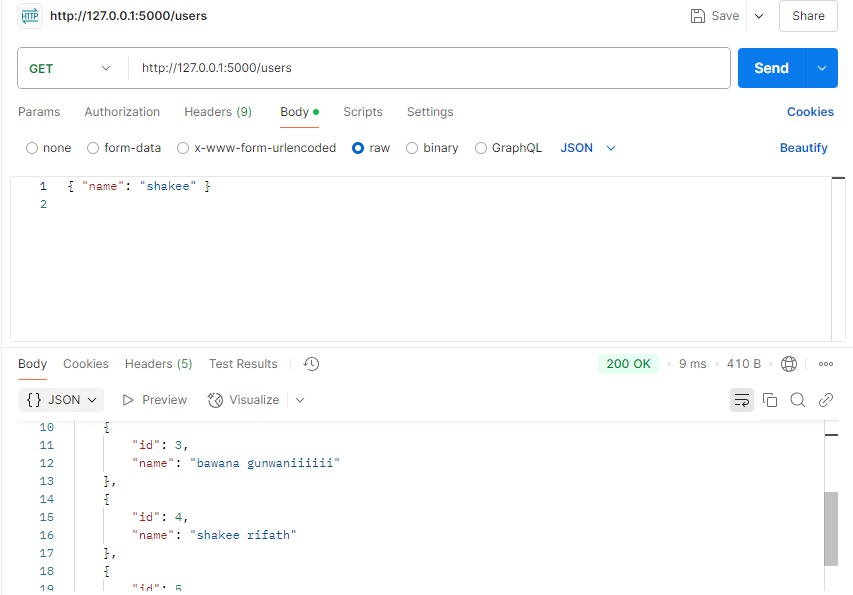 HTTP http://127.0.0.1:5000/users Save Share
GET http://127.0.0.1:5000/users Send
Params Authorization Headers (9) Body Scripts Settings Cookies
none form-data x-www-form-urlencoded raw binary GraphQL JSON Beautify
1 { "name": "shakee" }
2
Body Cookies Headers (5) Test Results 200 OK 9 ms 410 B
{} JSON Preview Visualize
10 {
11 "id": 3,
12 "name": "bawana gunwaniiiiii"
13 },
14 {
15 "id": 4,
16 "name": "shakee rifath"
17 },
18 {
19 "id": 5